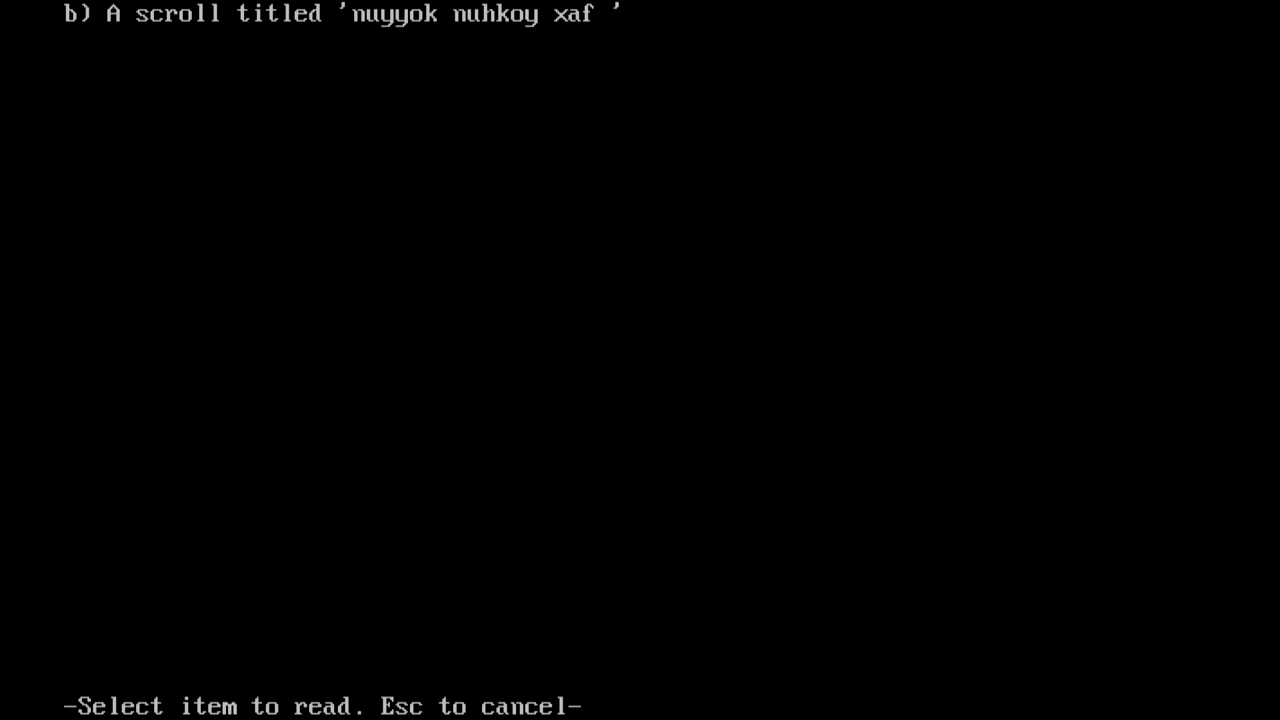 b) A scroll titled 'nuyyok nuhkoy xaf '
-Select item to read. Esc to cancel-